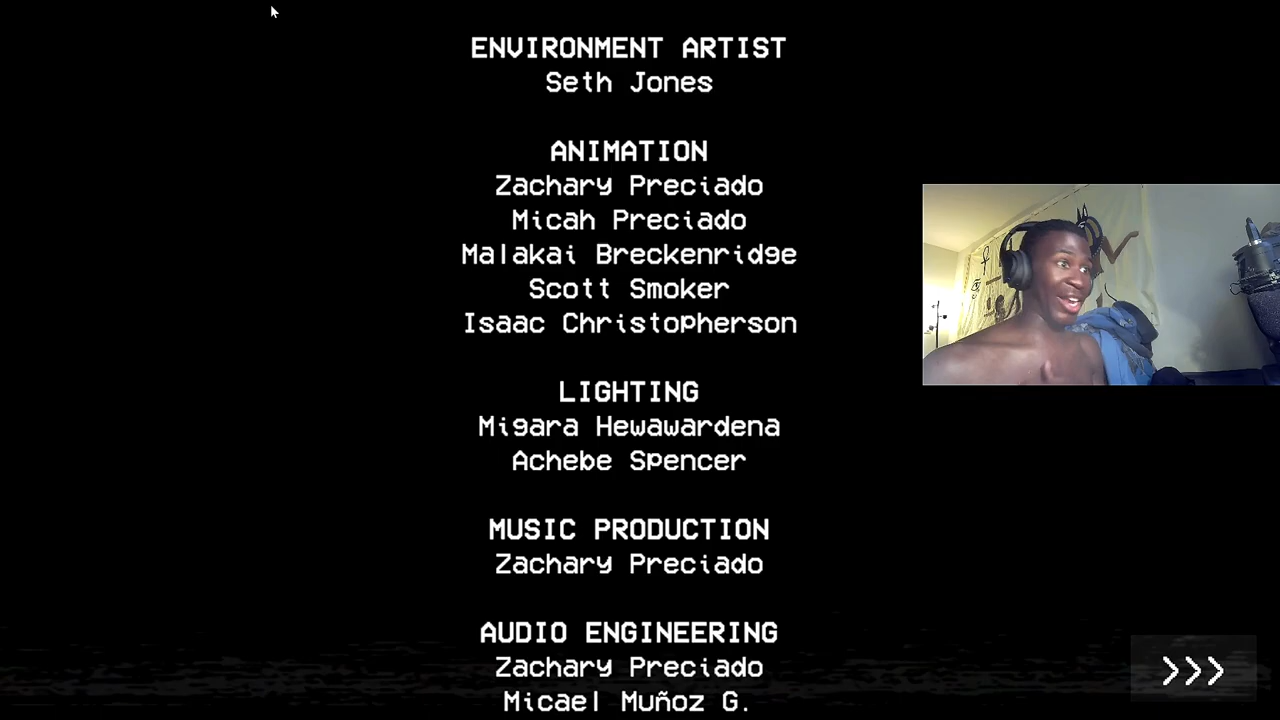 ENVIRONMENT ARTIST
Seth Jones
ANIMATION
Zachary Preciado
Micah Preciado
Malakai Breckenridge
Scott Smoker
Isaac Christopherson
LIGHTING
Migara Hewawardena
Achebe Spencer
MUSIC PRODUCTION
Zachary Preciado
AUDIO ENGINEERING
Zachary Preciado
Micael Muñoz G.
>>>